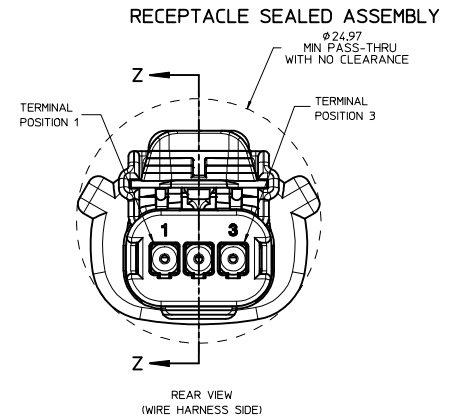 RECEPTACLE SEALED ASSEMBLY
⌀24.97
MIN PASS-THRU
WITH NO CLEARANCE
Z
TERMINAL
POSITION 1
TERMINAL
POSITION 3
1
3
Z
REAR VIEW
(WIRE HARNESS SIDE)